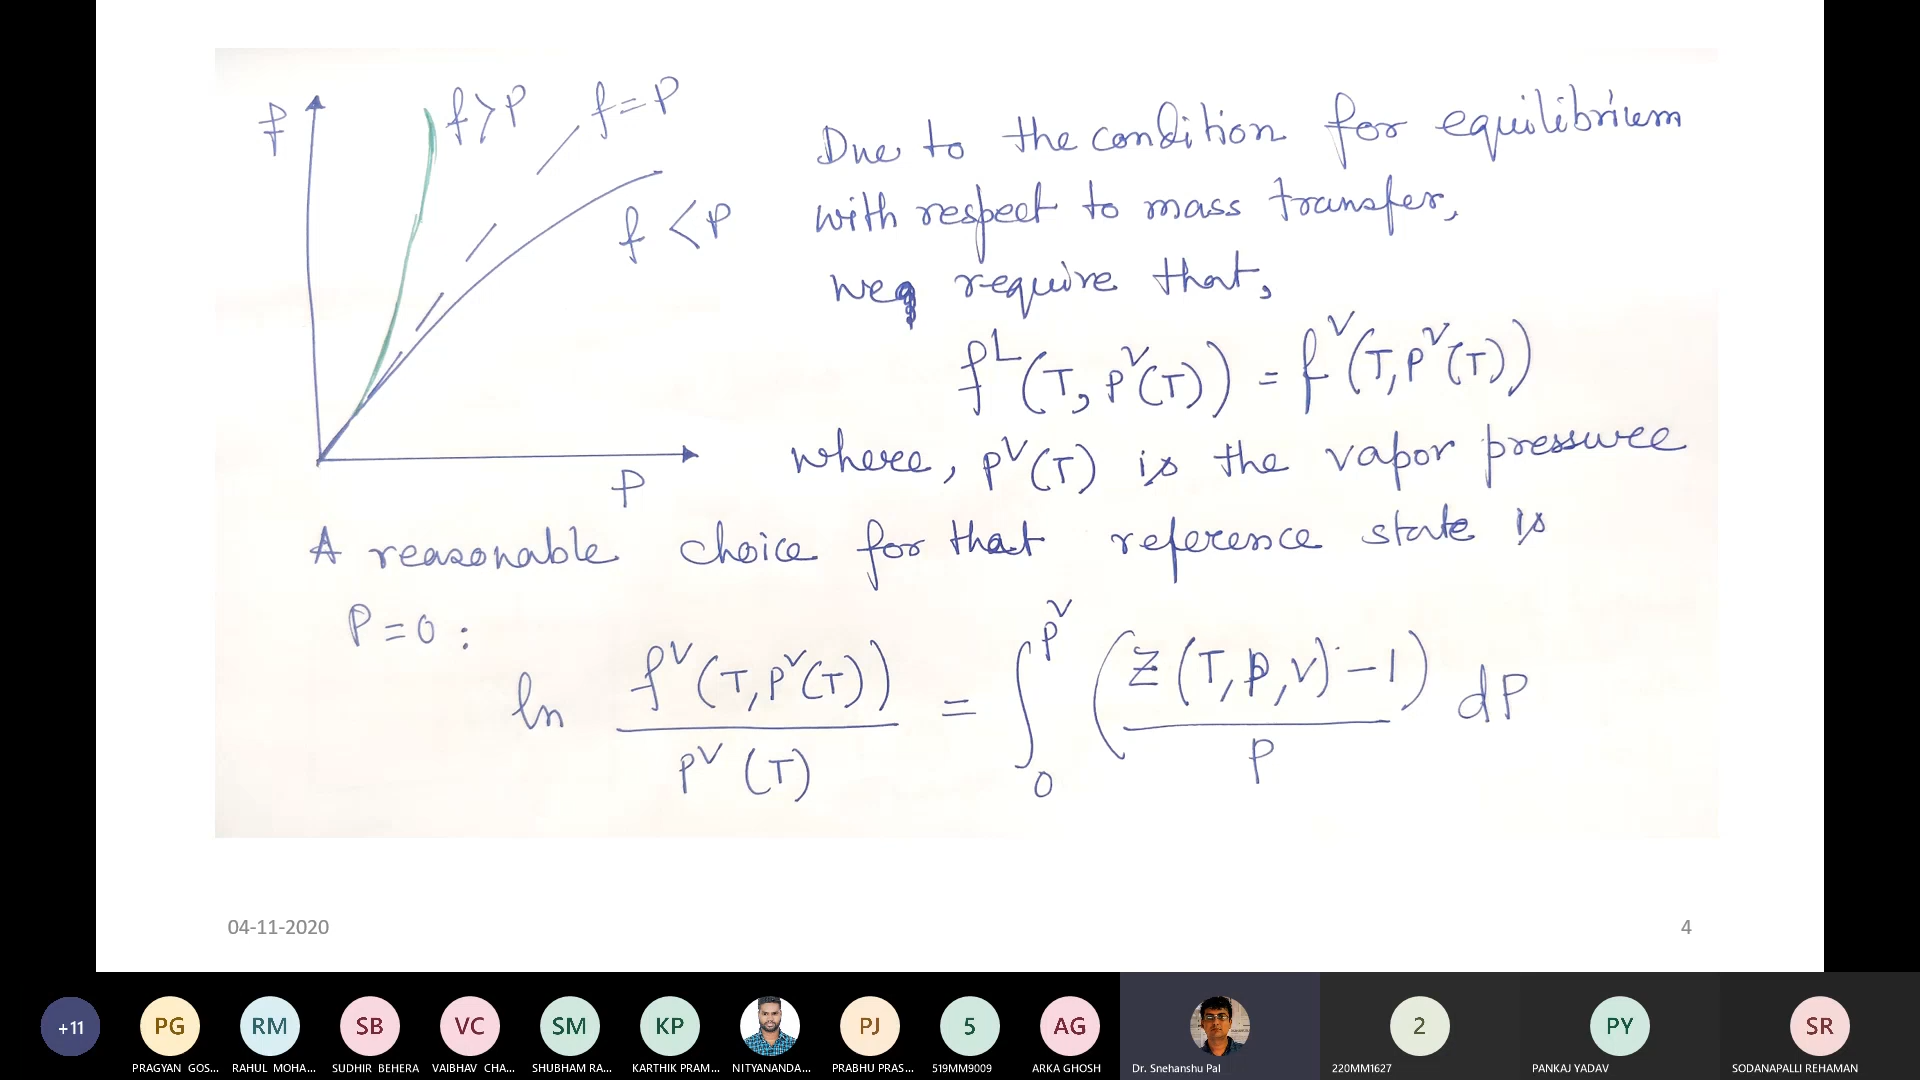 f
f>P
f=P
f<P
P
Due to the condition for equilibrium
with respect to mass transfer,
we require that,
f^L (T, P^V(T)) = f^V (T, P^V(T))
where, P^V(T) is the vapor pressure
A reasonable choice for that reference state is
P=0 :
ln f^V (T, P^V(T)) / P^V (T) = ∫_0^{P^V} (Z (T, P, V) - 1 / P) dP
04-11-2020
4
+11
PG
RM
SB
VC
SM
KP
PJ
5
AG
2
PY
SR
PRAGYAN GOS...
RAHUL MOHA...
SUDHIR BEHERA
VAIBHAV CHA...
SHUBHAM RA...
KARTHIK PRAM...
NITYANANDA...
PRABHU PRAS...
519MM9009
ARKA GHOSH
Dr. Snehanshu Pal
220MM1627
PANKAJ YADAV
SODANAPALLI REHAMAN